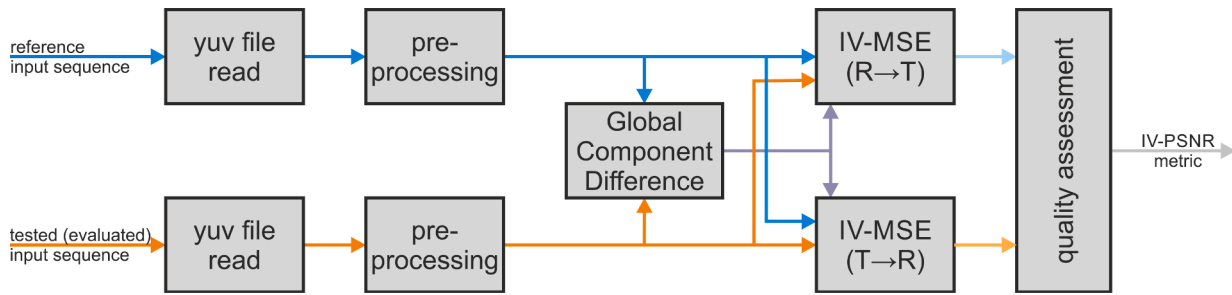 reference
input sequence
yuv file
read
pre-
processing
Global
Component
Difference
IV-MSE
(R→T)
quality assessment
IV-PSNR
metric
tested (evaluated)
input sequence
yuv file
read
pre-
processing
IV-MSE
(T→R)